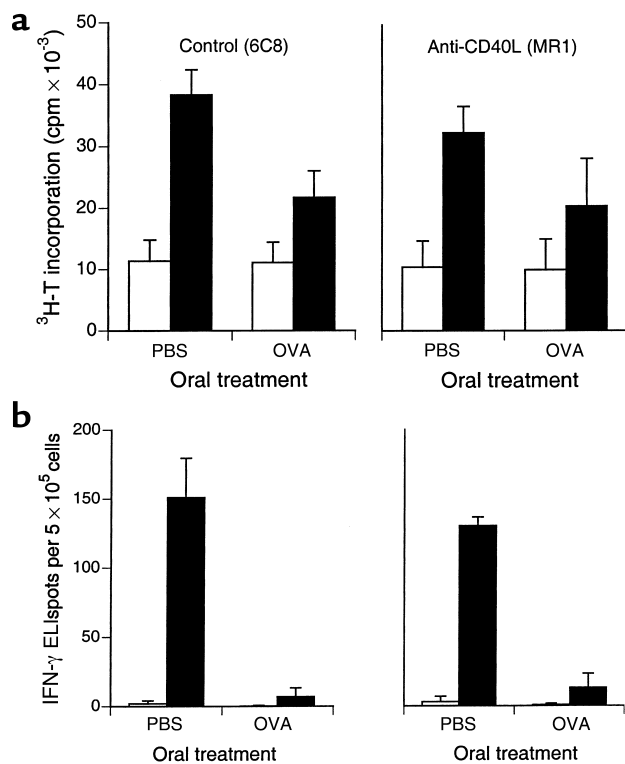 a
Control (6C8)
Anti-CD40L (MR1)
³H-T incorporation (cpm × 10⁻³)
50
40
30
20
10
0
PBS
OVA
PBS
OVA
Oral treatment
Oral treatment
b
IFN-γ ELIspots per 5 × 10⁵ cells
200
150
100
50
0
PBS
OVA
PBS
OVA
Oral treatment
Oral treatment